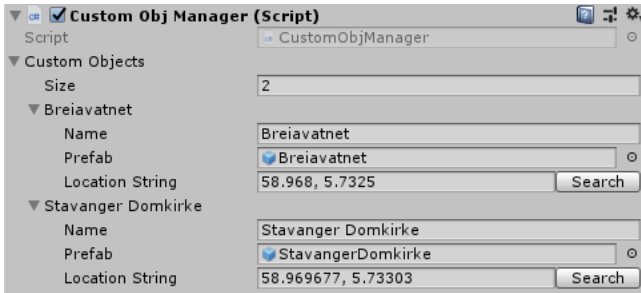 Custom Obj Manager (Script)
Script CustomObjManager
Custom Objects
Size 2
Breiavatnet
Name Breiavatnet
Prefab Breiavatnet
Location String 58.968, 5.7325 Search
Stavanger Domkirke
Name Stavanger Domkirke
Prefab StavangerDomkirke
Location String 58.969677, 5.73303 Search